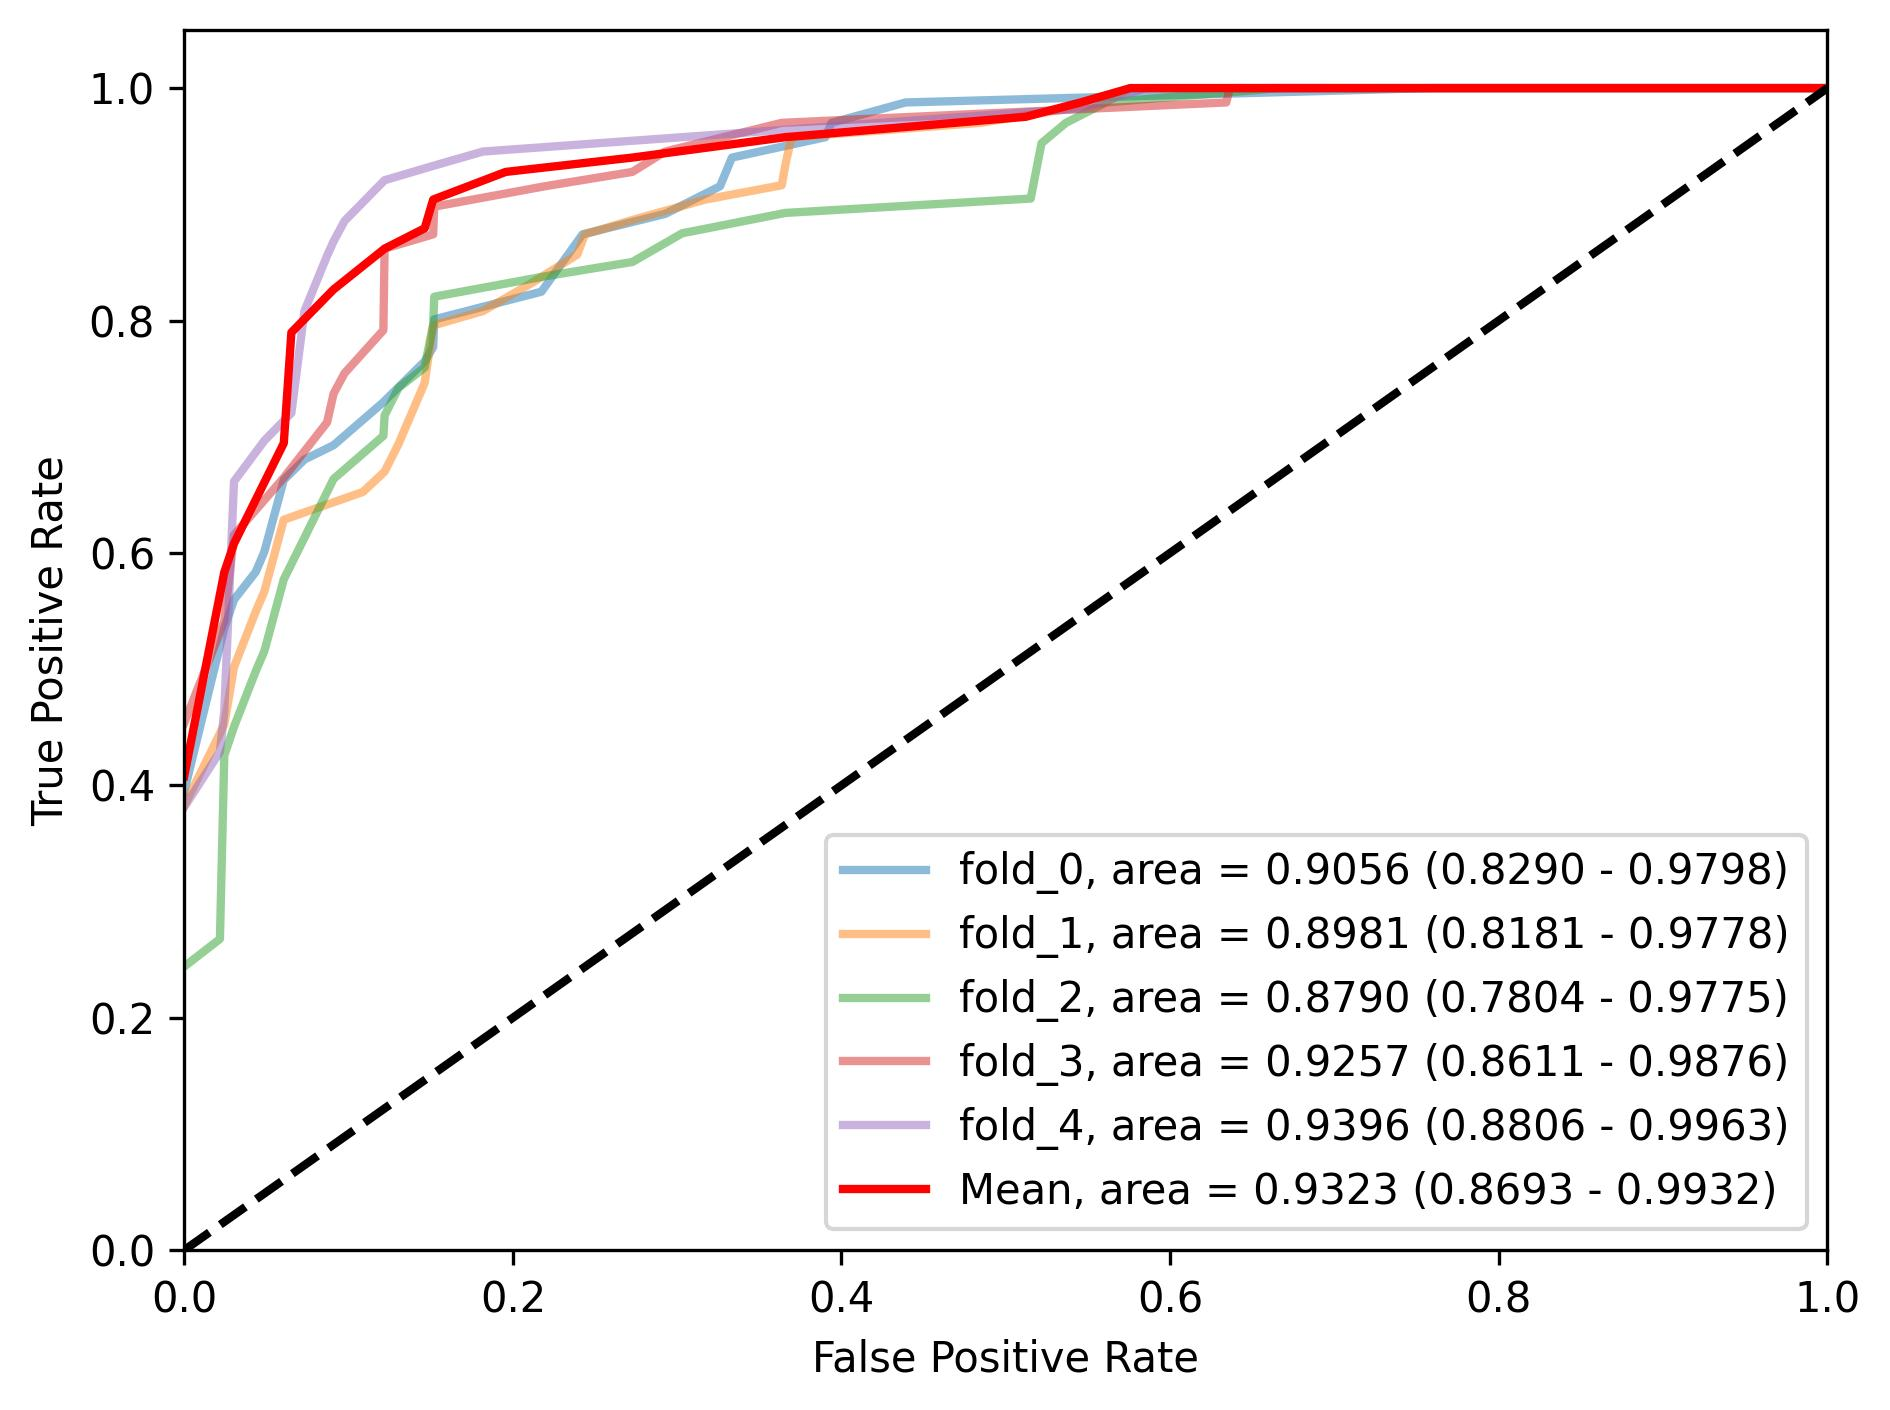 1.0
0.8
0.6
0.4
0.2
0.0
True Positive Rate
0.0 0.2 0.4 0.6 0.8 1.0
False Positive Rate
fold_0, area = 0.9056 (0.8290 - 0.9798)
fold_1, area = 0.8981 (0.8181 - 0.9778)
fold_2, area = 0.8790 (0.7804 - 0.9775)
fold_3, area = 0.9257 (0.8611 - 0.9876)
fold_4, area = 0.9396 (0.8806 - 0.9963)
Mean, area = 0.9323 (0.8693 - 0.9932)